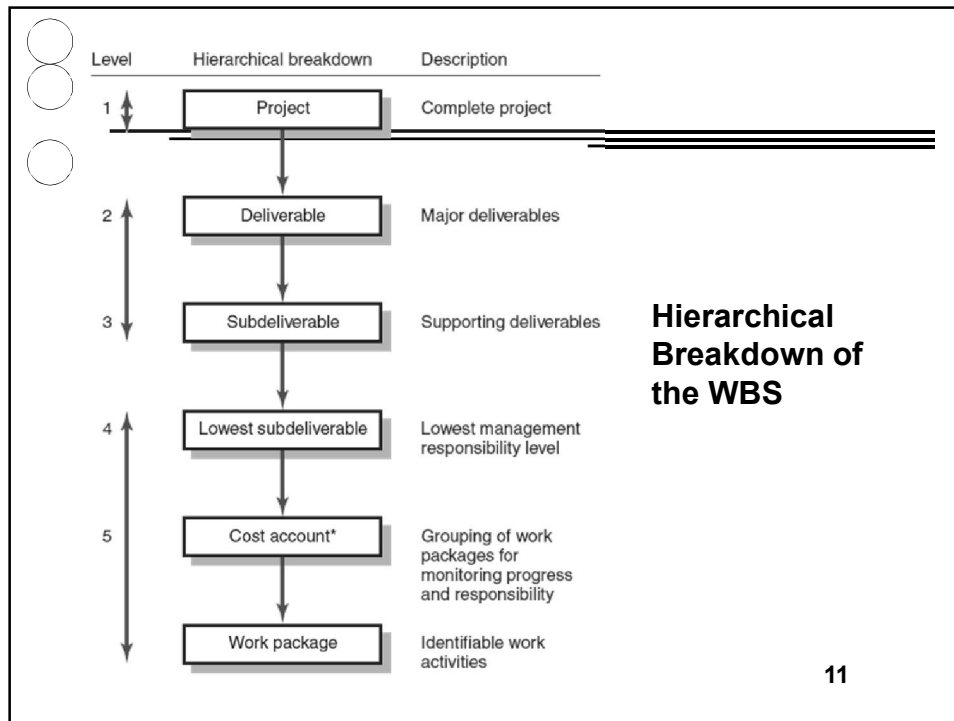 Level Hierarchical breakdown Description
1 Project Complete project
2 Deliverable Major deliverables
3 Subdeliverable Supporting deliverables
Hierarchical
Breakdown of
the WBS
4 Lowest subdeliverable Lowest management
responsibility level
5 Cost account* Grouping of work
packages for
monitoring progress
and responsibility
Work package Identifiable work
activities
11